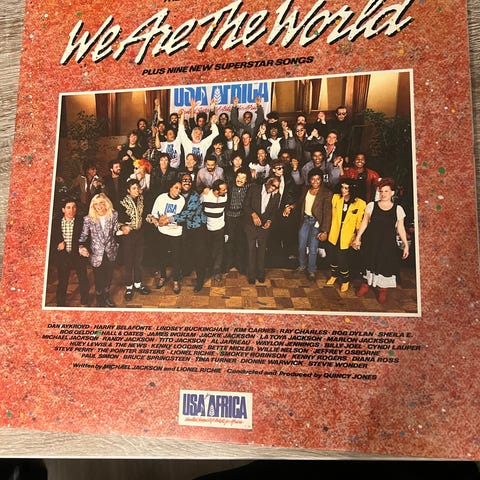 We Are The World
PLUS NINE NEW SUPERSTAR SONGS
USA AFRICA
USA
DAN AYKROYD • HARRY BELAFONTE • LINDSEY BUCKINGHAM • KIM CARNES • RAY CHARLES • BOB DYLAN • SHEILA E.
BOB GELDOF • HALL & OATES • JAMES INGRAM • JACKIE JACKSON • LA TOYA JACKSON • MARLON JACKSON
MICHAEL JACKSON • RANDY JACKSON • TITO JACKSON • AL JARREAU • WAYLON JENNINGS • BILLY JOEL • CYNDI LAUPER
HUEY LEWIS & THE NEWS • KENNY LOGGINS • BETTE MIDLER • WILLIE NELSON • JEFFREY OSBORNE
STEVE PERRY • THE POINTER SISTERS • LIONEL RICHIE • SMOKEY ROBINSON • KENNY ROGERS • DIANA ROSS
PAUL SIMON • BRUCE SPRINGSTEEN • TINA TURNER • DIONNE WARWICK • STEVIE WONDER
Written by MICHAEL JACKSON and LIONEL RICHIE Conducted and Produced by QUINCY JONES
USA AFRICA